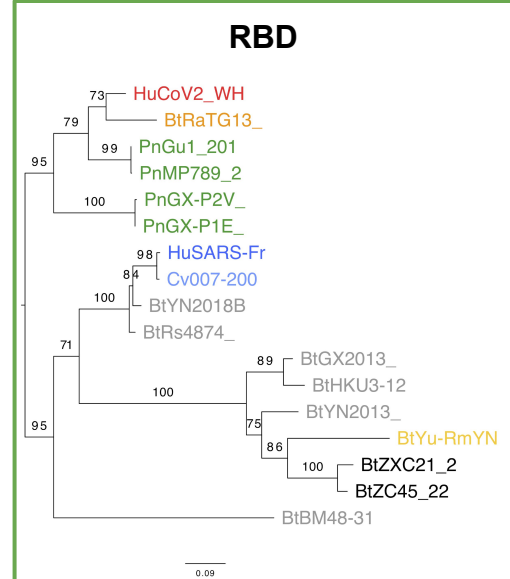 RBD
73
HuCoV2_WH
79
BtRaTG13_
99
PnGu1_201
95
PnMP789_2
100
PnGX-P2V_
PnGX-P1E_
98
HuSARS-Fr
84
Cv007-200
100
BtYN2018B
BtRs4874_
71
89
BtGX2013_
100
BtHKU3-12
BtYN2013_
75
95
86
BtYu-RmYN
100
BtZXC21_2
BtZC45_22
BtBM48-31
0.09